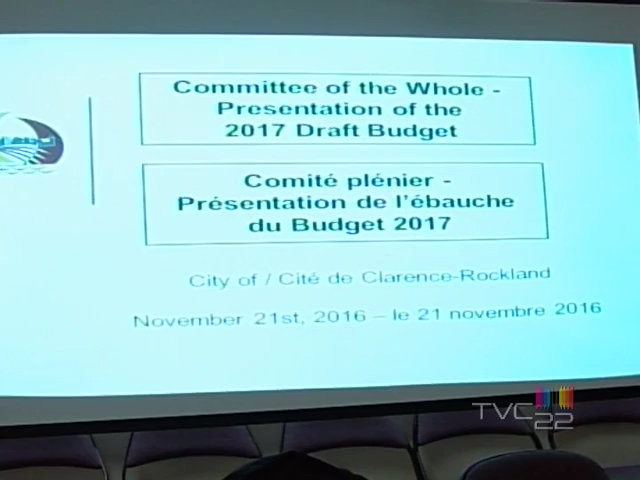 Committee of the Whole -
Presentation of the
2017 Draft Budget
Comité plénier -
Présentation de l'ébauche
du Budget 2017
City of / Cité de Clarence-Rockland
November 21st, 2016 – le 21 novembre 2016
TVC22